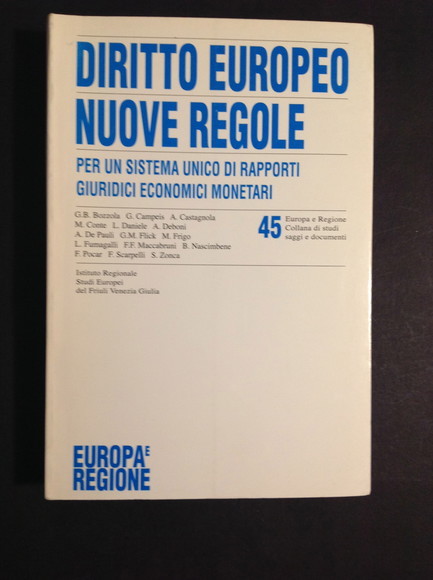 DIRITTO EUROPEO
NUOVE REGOLE
PER UN SISTEMA UNICO DI RAPPORTI
GIURIDICI ECONOMICI MONETARI
G.B. Bozzola G. Campeis A. Castagnola
M. Conte L. Daniele A. Deboni
A. De Pauli G.M. Flick M. Frigo
L. Fumagalli F.F. Maccabruni B. Nascimbene
F. Pocar F. Scarpelli S. Zonca
45
Europa e Regione
Collana di studi
saggi e documenti
Istituto Regionale
Studi Europei
del Friuli Venezia Giulia
EUROPA E
REGIONE